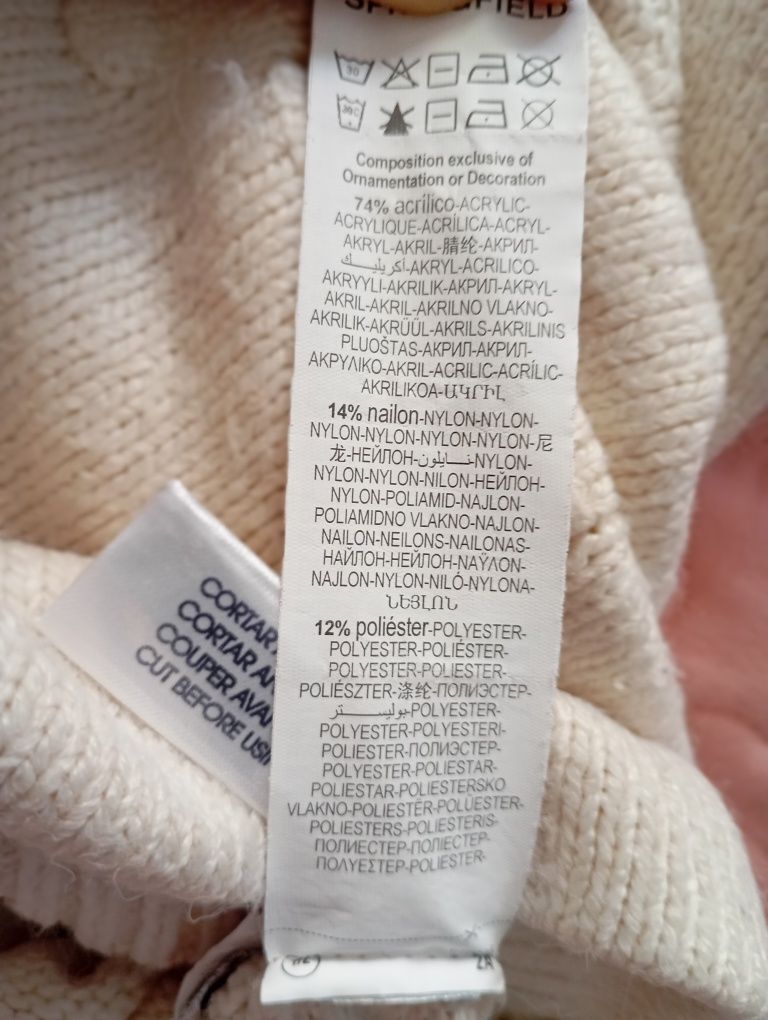 SPRINGFIELD
30
30C
Composition exclusive of
Ornamentation or Decoration
74% acrílico-ACRYLIC-
ACRYLIQUE-ACRÍLICA-ACRYL-
AKRYL-AKRIL-腈纶-АКРИЛ-
أكريليك-AKRYL-ACRILICO-
AKRYYLI-AKRILIK-АКРИЛ-AKRYL-
AKRIL-AKRIL-AKRILNO VLAKNO-
AKRILIK-AKRÜÜL-AKRILS-AKRILINIS
PLUOŠTAS-АКРИЛ-АКРИЛ-
ΑΚΡΥΛΙΚΟ-AKRIL-ACRILIC-ACRÍLIC-
AKRILIKOA-ԱԿՐԻԼ
14% nailon-NYLON-NYLON-
NYLON-NYLON-NYLON-NYLON-尼
龙-НЕЙЛОН-نايلون-NYLON-
NYLON-NYLON-NILON-НЕЙЛОН-
NYLON-POLIAMID-NAJLON-
POLIAMIDNO VLAKNO-NAJLON-
NAILON-NEILONS-NAILONAS-
НАЙЛОН-НЕЙЛОН-ΝΑΫΛΟΝ-
NAJLON-NYLON-NILÓ-NYLONA-
ՆԵՅԼՈՆ
12% poliéster-POLYESTER-
POLYESTER-POLIÉSTER-
POLYESTER-POLYESTER-
POLIÉSZTER-涤纶-ПОЛИЭСТЕР-
بوليستر-POLYESTER-
POLYESTER-POLYESTERI-
POLIESTER-ПОЛИЭСТЕР-
POLYESTER-POLIESTAR-
POLIESTAR-POLIESTERSKO
VLAKNO-POLIESTER-POLÜESTER-
POLIESTERS-POLIESTERIS-
ПОЛИЕСТЕР-ПОЛИЕСТЕР-
ΠΟΛΥΕΣΤΕΡ-POLIESTER-
CORTAR
CORTAR
COUPER
CUT BEFORE